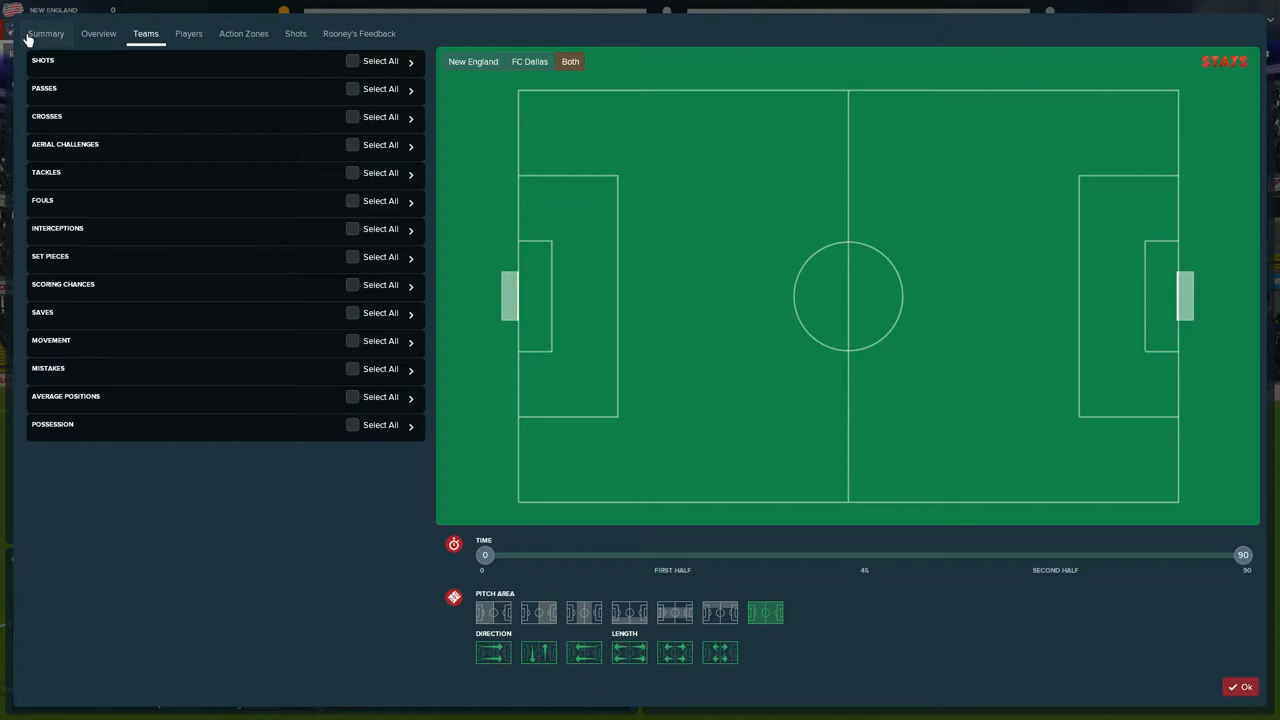 NEW ENGLAND 0
Summary Overview Teams Players Action Zones Shots Rooney's Feedback
SHOTS Select All
PASSES Select All
CROSSES Select All
AERIAL CHALLENGES Select All
TACKLES Select All
FOULS Select All
INTERCEPTIONS Select All
SET PIECES Select All
SCORING CHANCES Select All
SAVES Select All
MOVEMENT Select All
MISTAKES Select All
AVERAGE POSITIONS Select All
POSSESSION Select All
New England FC Dallas Both
STATS
TIME
0 90
0 FIRST HALF 45 SECOND HALF 90
PITCH AREA
DIRECTION LENGTH
Ok